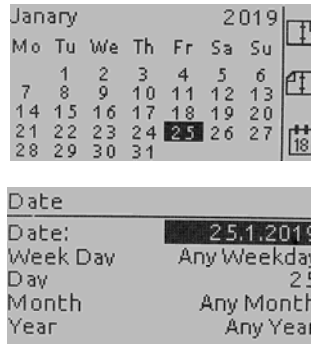 Janary 2019
Mo Tu We Th Fr Sa Su
1 2 3 4 5 6
7 8 9 10 11 12 13
14 15 16 17 18 19 20
21 22 23 24 25 26 27
28 29 30 31
18
Date
Date: 25.1.2019
Week Day Any Weekday
Day 25
Month Any Month
Year Any Year